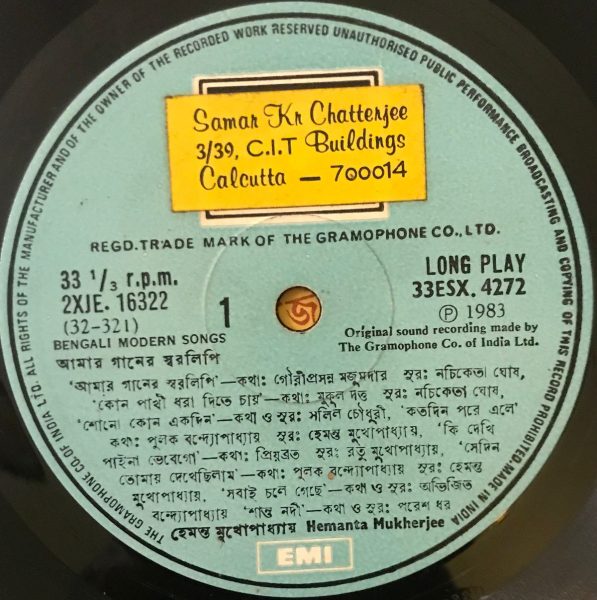 THE GRAMOPHONE CO. OF INDIA LTD. ALL RIGHTS OF THE MANUFACTURER AND OF THE OWNER OF THE RECORDED WORK RESERVED UNAUTHORISED PUBLIC PERFORMANCE BROADCASTING AND COPYING OF THIS RECORD PROHIBITED. MADE IN INDIA
Samar Kr Chatterjee
3/39, C.I.T Buildings
Calcutta — 700014
REGD. TRADE MARK OF THE GRAMOPHONE CO., LTD.
33 1/3 r.p.m.
2XJE. 16322
(32-321)
1
BENGALI MODERN SONGS
আমার গানের স্বরলিপি
জ
LONG PLAY
33ESX. 4272
Ⓟ 1983
Original sound recording made by
The Gramophone Co. of India Ltd.
'আমার গানের স্বরলিপি'—কথা: গৌরীপ্রসন্ন মজুমদার সুর: নচিকেতা ঘোষ,
'কোন পাখী ধরা দিতে চায়'—কথা: মুকুল দত্ত সুর: নচিকেতা ঘোষ,
'শোনো কোন একদিন'—কথা ও সুর: সলিল চৌধুরী, 'কতদিন পরে এলে'
কথা: পুলক বন্দ্যোপাধ্যায় সুর: হেমন্ত মুখোপাধ্যায়, 'কি দেখি
পাইনা ভেবেগো' কথা: প্রিয়ব্রত সুর: রতু মুখোপাধ্যায়, 'সেদিন
তোমায় দেখেছিলাম'—কথা: পুলক বন্দ্যোপাধ্যায় সুর: হেমন্ত
মুখোপাধ্যায়, 'সবাই চলে গেছে'—কথা ও সুর: অভিজিত
বন্দ্যোপাধ্যায় 'শান্ত নদী'—কথা ও সুর: পরেশ ধর
হেমন্ত মুখোপাধ্যায় Hemanta Mukherjee
EMI